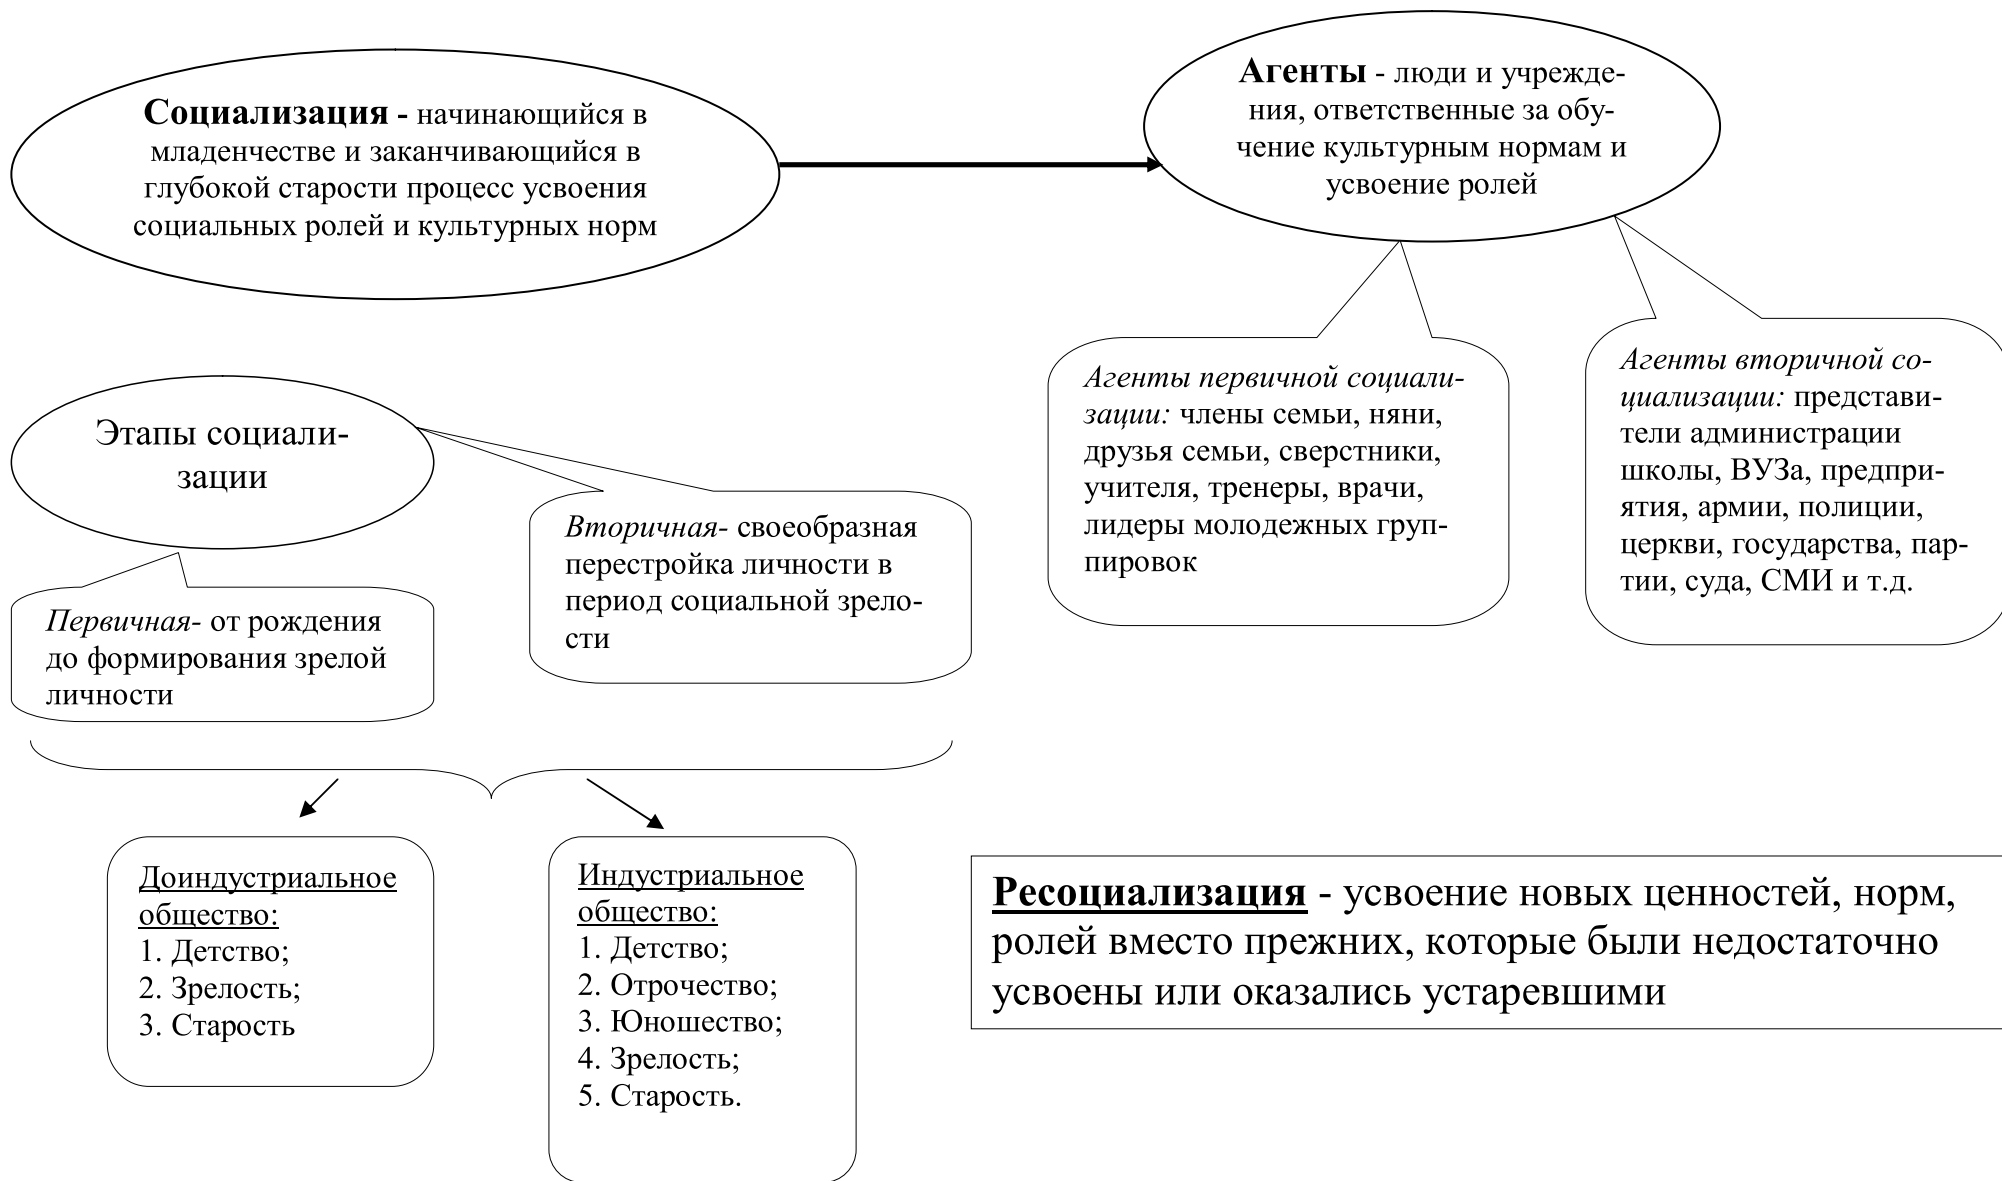 Социализация - начинающийся в
младенчестве и заканчивающийся в
глубокой старости процесс усвоения
социальных ролей и культурных норм
Агенты - люди и учрежде-
ния, ответственные за обу-
чение культурным нормам и
усвоение ролей
Этапы социали-
зации
Первичная- от рождения
до формирования зрелой
личности
Вторичная- своеобразная
перестройка личности в
период социальной зрело-
сти
Агенты первичной социали-
зации: члены семьи, няни,
друзья семьи, сверстники,
учителя, тренеры, врачи,
лидеры молодежных груп-
пировок
Агенты вторичной со-
циализации: представи-
тели администрации
школы, ВУЗа, предпри-
ятия, армии, полиции,
церкви, государства, пар-
тии, суда, СМИ и т.д.
Доиндустриальное
общество:
1. Детство;
2. Зрелость;
3. Старость
Индустриальное
общество:
1. Детство;
2. Отрочество;
3. Юношество;
4. Зрелость;
5. Старость.
Ресоциализация - усвоение новых ценностей, норм,
ролей вместо прежних, которые были недостаточно
усвоены или оказались устаревшими